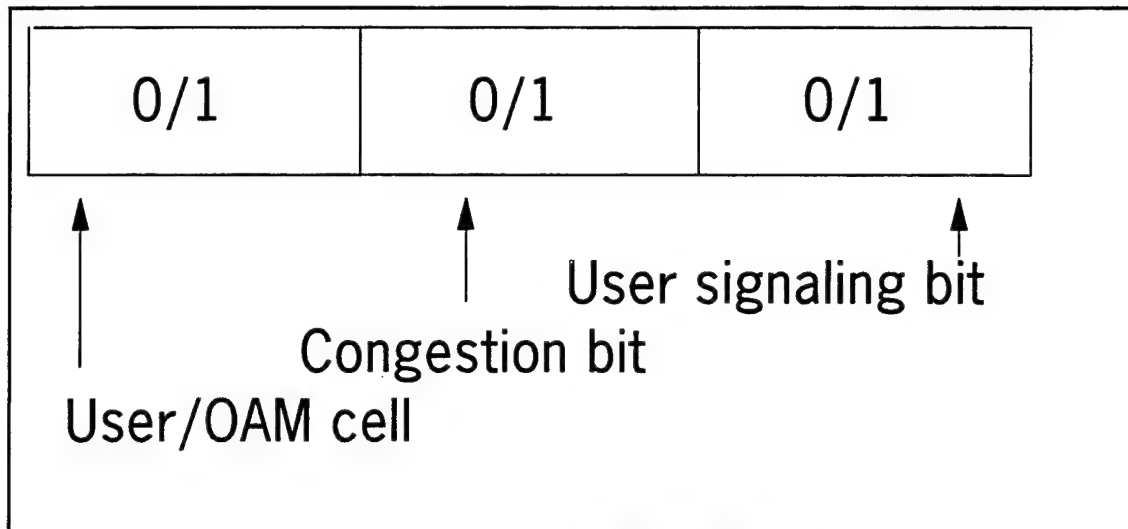 0/1 0/1 0/1
User signaling bit
Congestion bit
User/OAM cell